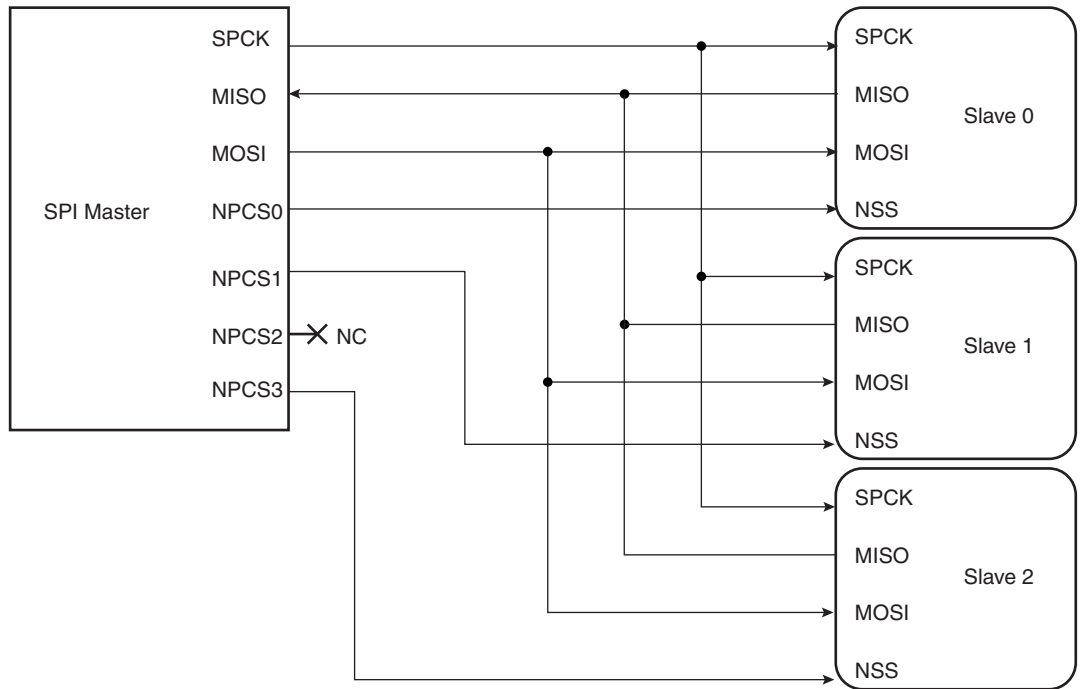 SPI Master
SPCK
MISO
MOSI
NPCS0
NPCS1
NPCS2
NC
NPCS3
SPCK
MISO
Slave 0
MOSI
NSS
SPCK
MISO
Slave 1
MOSI
NSS
SPCK
MISO
Slave 2
MOSI
NSS